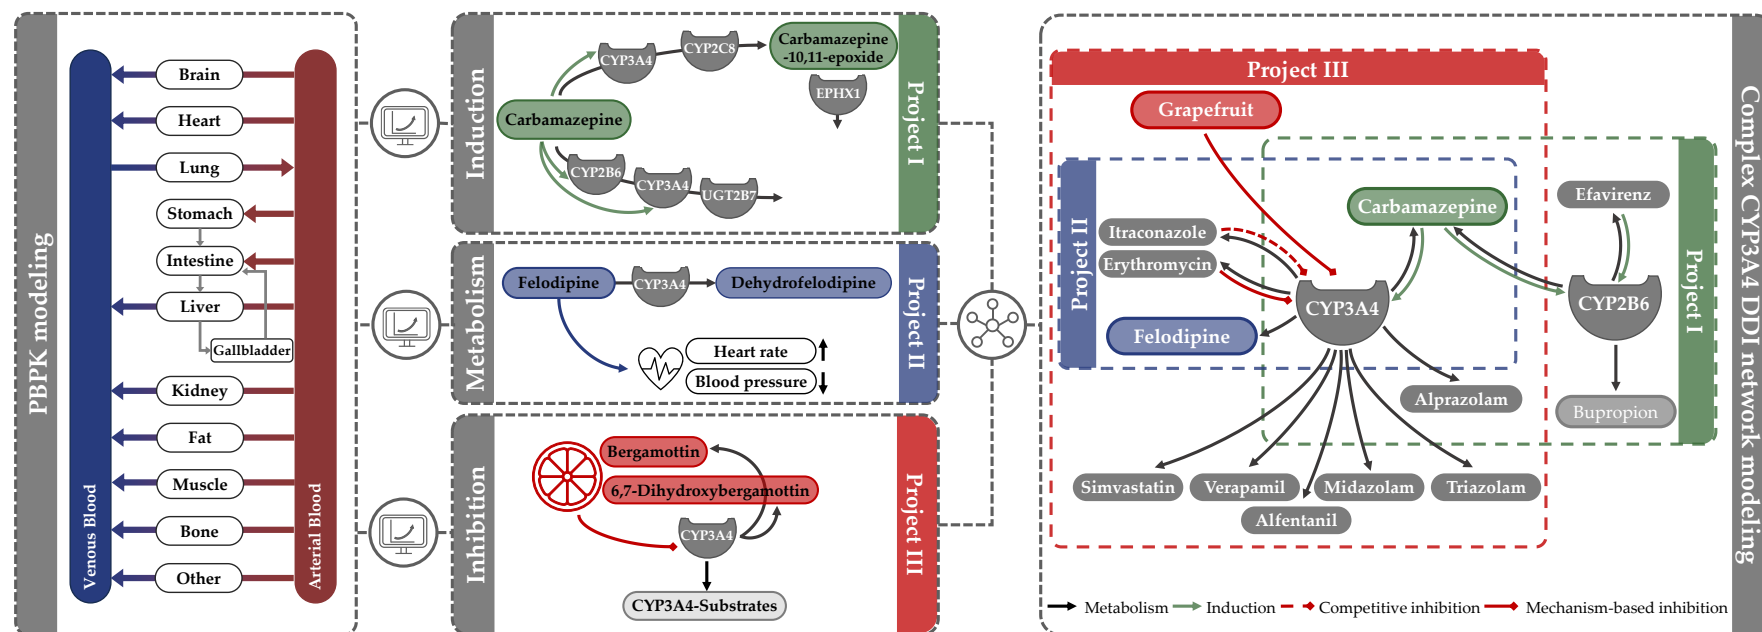 PBPK modeling
Venous Blood
Arterial Blood
Brain
Heart
Lung
Stomach
Intestine
Liver
Gallbladder
Kidney
Fat
Muscle
Bone
Other
Induction
Carbamazepine
CYP3A4
CYP2C8
Carbamazepine
-10,11-epoxide
EPHX1
CYP2B6
CYP3A4
UGT2B7
Project I
Metabolism
Felodipine
CYP3A4
Dehydrofelodipine
Heart rate
Blood pressure
Project II
Inhibition
Bergamottin
6,7-Dihydroxybergamottin
CYP3A4
CYP3A4-Substrates
Project III
Project III
Grapefruit
Project II
Itraconazole
Erythromycin
Felodipine
CYP3A4
Carbamazepine
Efavirenz
CYP2B6
Bupropion
Project I
Alprazolam
Simvastatin
Verapamil
Midazolam
Triazolam
Alfentanil
Metabolism
Induction
Competitive inhibition
Mechanism-based inhibition
Complex CYP3A4 DDI network modeling